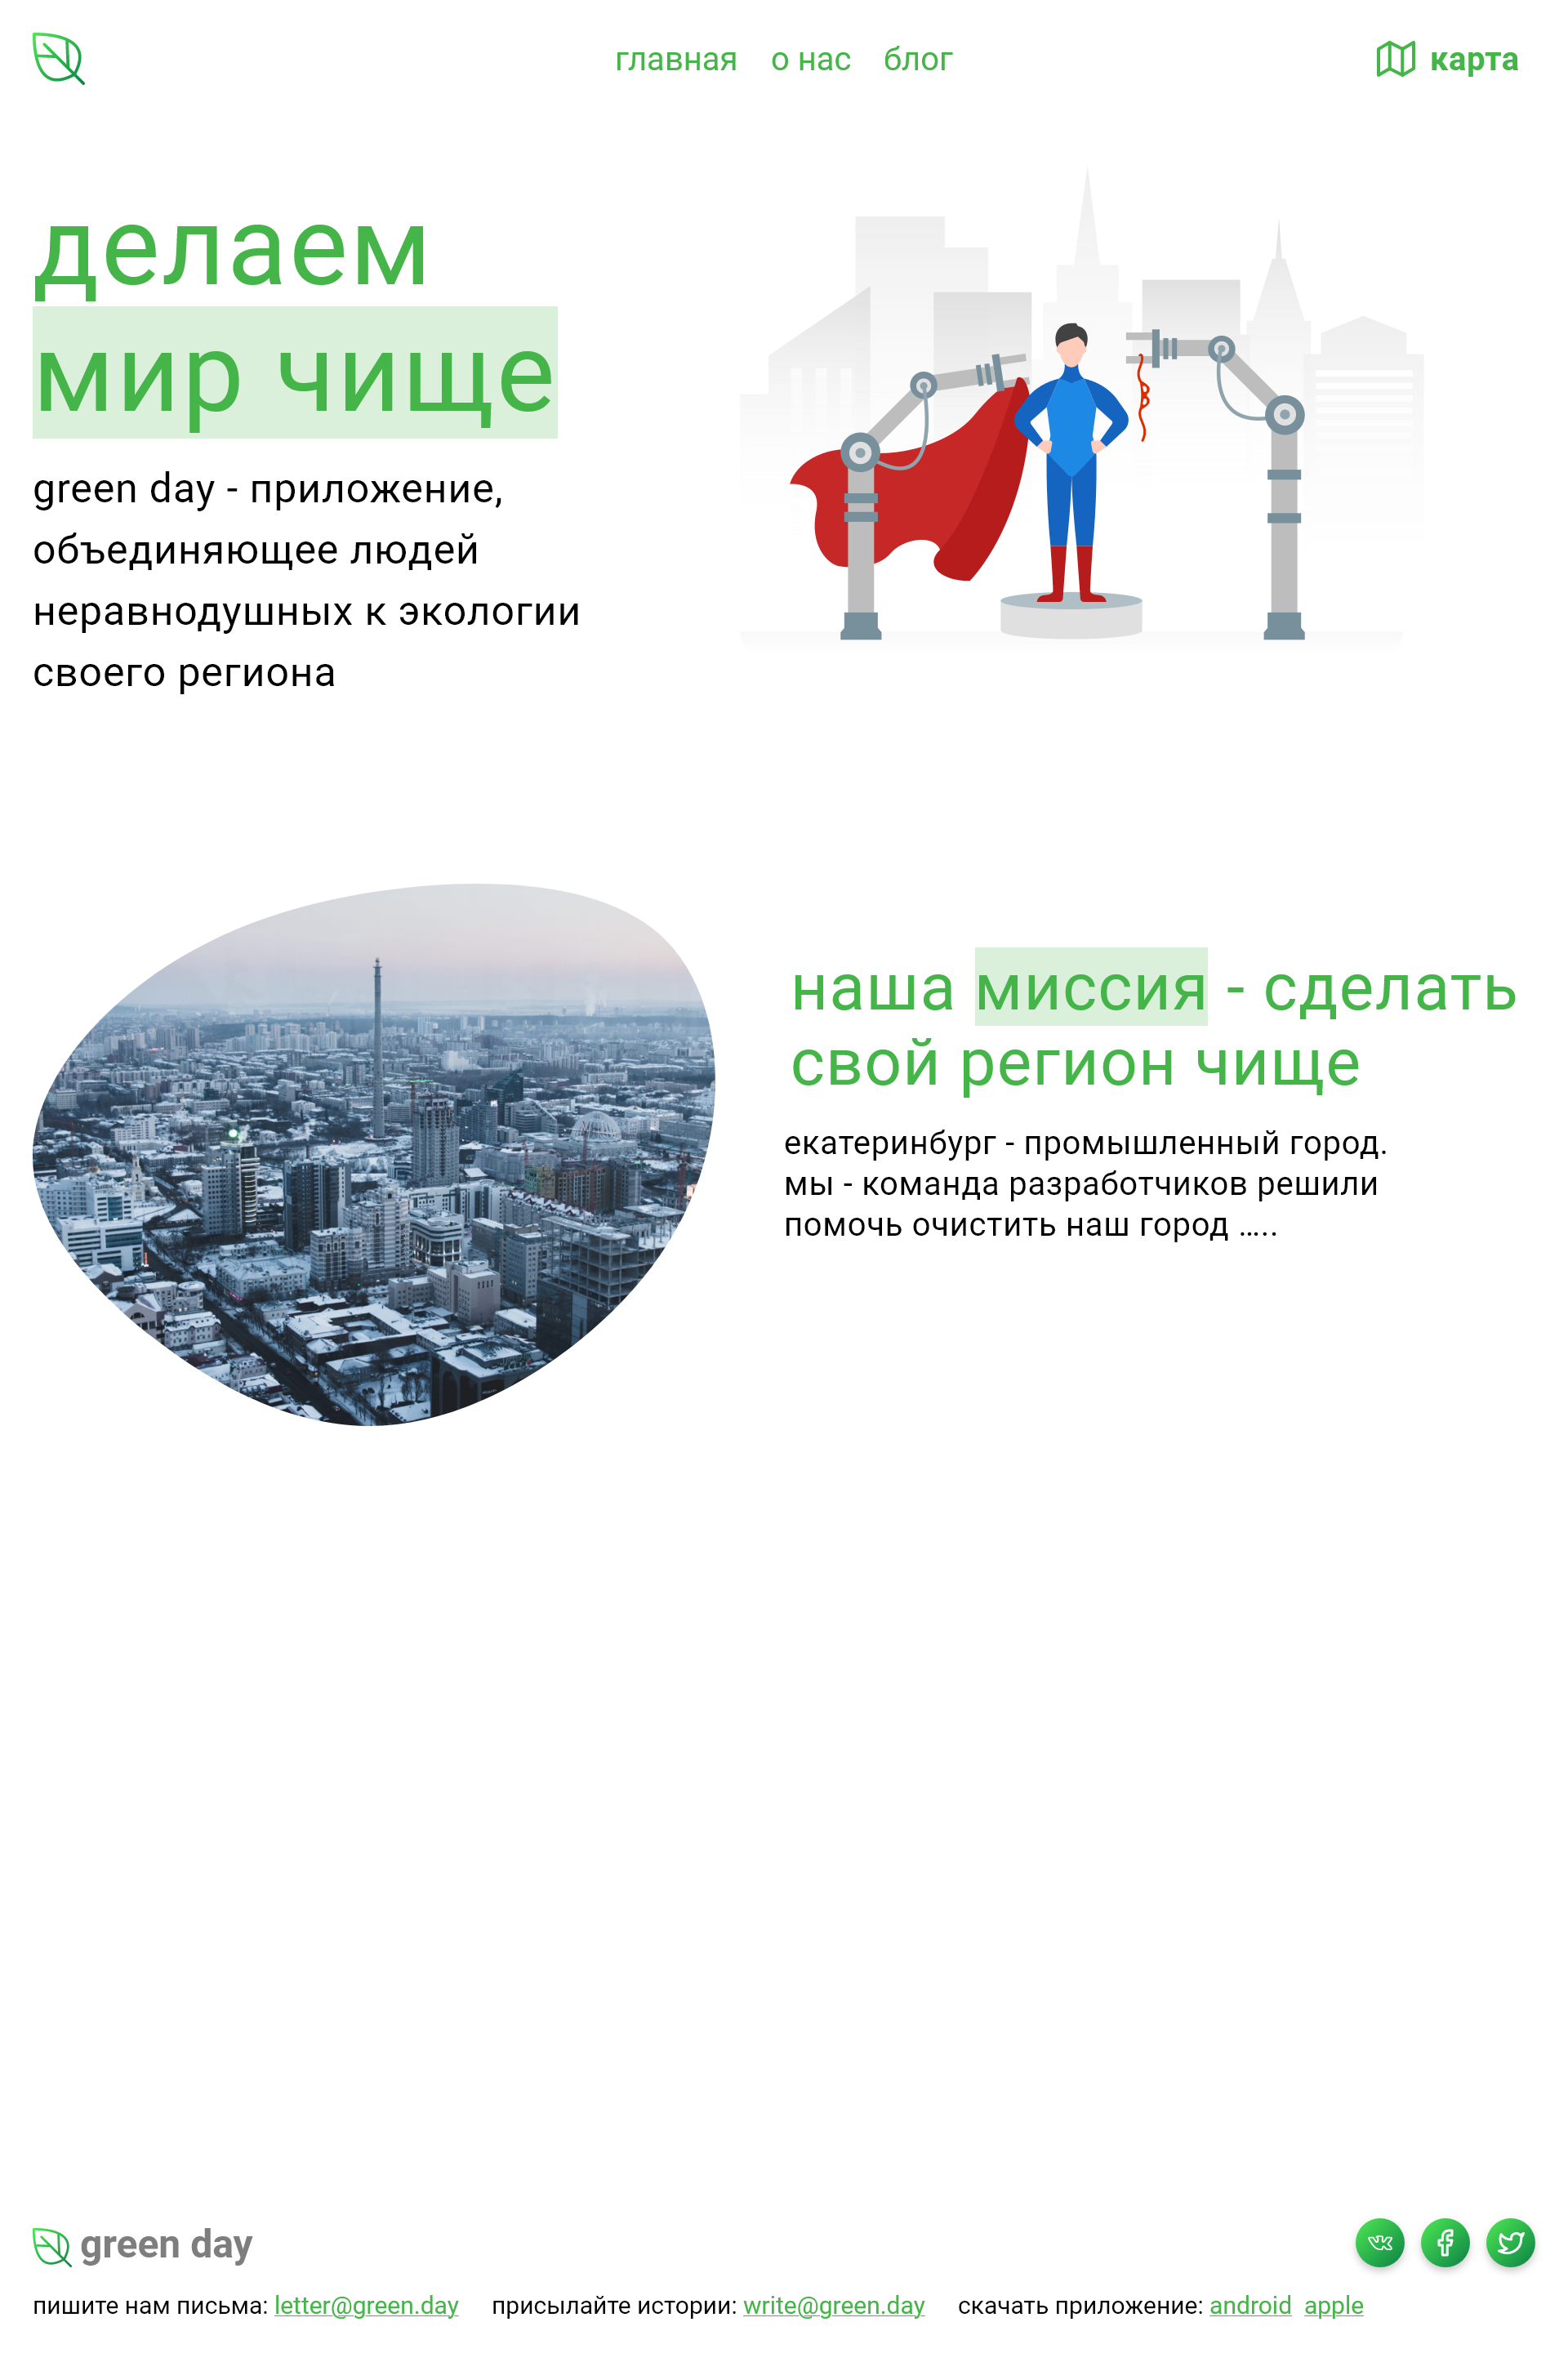 главная о нас блог
карта
делаем
мир чище
green day - приложение,
объединяющее людей
неравнодушных к экологии
своего региона
наша миссия - сделать
свой регион чище
екатеринбург - промышленный город.
мы - команда разработчиков решили
помочь очистить наш город …..
green day
пишите нам письма: letter@green.day присылайте истории: write@green.day скачать приложение: android apple